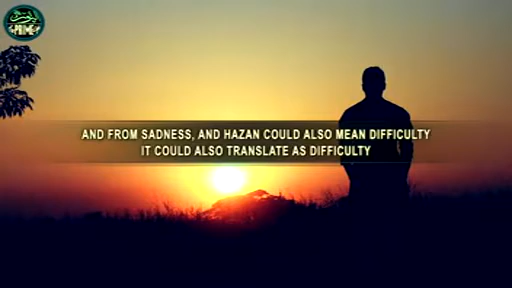 AND FROM SADNESS, AND HAZAN COULD ALSO MEAN DIFFICULTY
IT COULD ALSO TRANSLATE AS DIFFICULTY